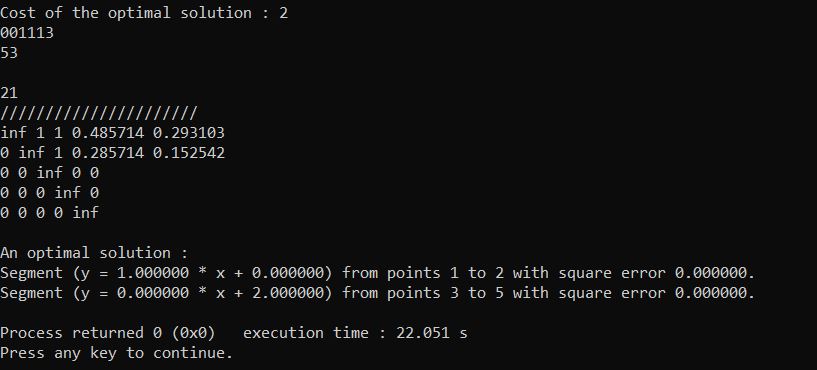 Cost of the optimal solution : 2
001113
53
21
//////////////////////
inf 1 1 0.485714 0.293103
0 inf 1 0.285714 0.152542
0 0 inf 0 0
0 0 0 inf 0
0 0 0 0 inf
An optimal solution :
Segment (y = 1.000000 * x + 0.000000) from points 1 to 2 with square error 0.000000.
Segment (y = 0.000000 * x + 2.000000) from points 3 to 5 with square error 0.000000.
Process returned 0 (0x0)   execution time : 22.051 s
Press any key to continue.